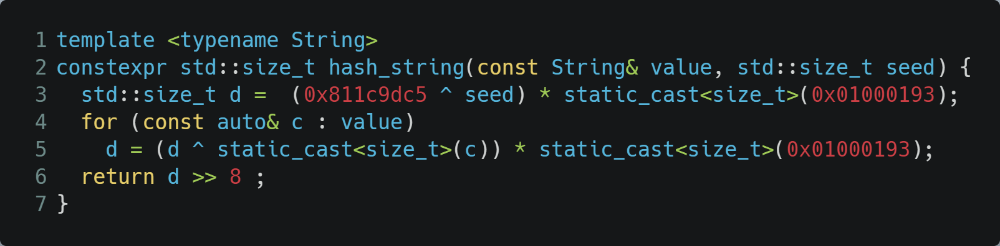 1 template <typename String>
2 constexpr std::size_t hash_string(const String& value, std::size_t seed) {
3   std::size_t d =  (0x811c9dc5 ^ seed) * static_cast<size_t>(0x01000193);
4   for (const auto& c : value)
5     d = (d ^ static_cast<size_t>(c)) * static_cast<size_t>(0x01000193);
6   return d >> 8 ;
7 }